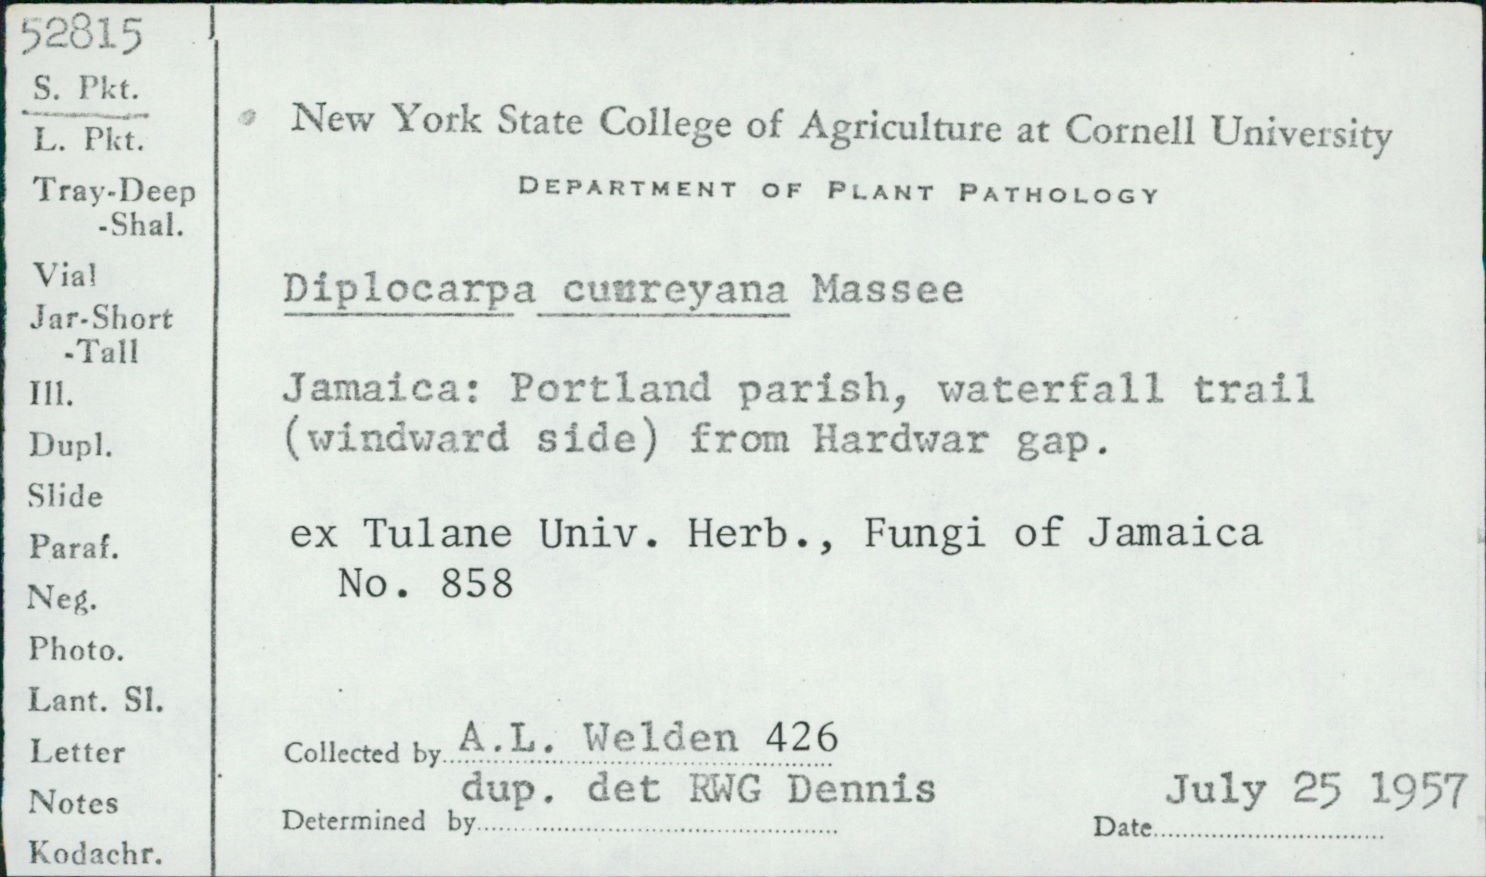 52815
S. Pkt.
L. Pkt.
Tray-Deep
-Shal.
Vial
Jar-Short
-Tall
Ill.
Dupl.
Slide
Paraf.
Neg.
Photo.
Lant. Sl.
Letter
Notes
Kodachr.
New York State College of Agriculture at Cornell University
DEPARTMENT OF PLANT PATHOLOGY
Diplocarpa Massee
Jamaica: Portland parish, waterfall trail
(windward side) from Hardwar gap.
ex Tulane Univ. Herb., Fungi of Jamaica
No. 858
Collected by A.L. Welden 426
dup. det RWG Dennis
Determined by
July 25 1957
Date